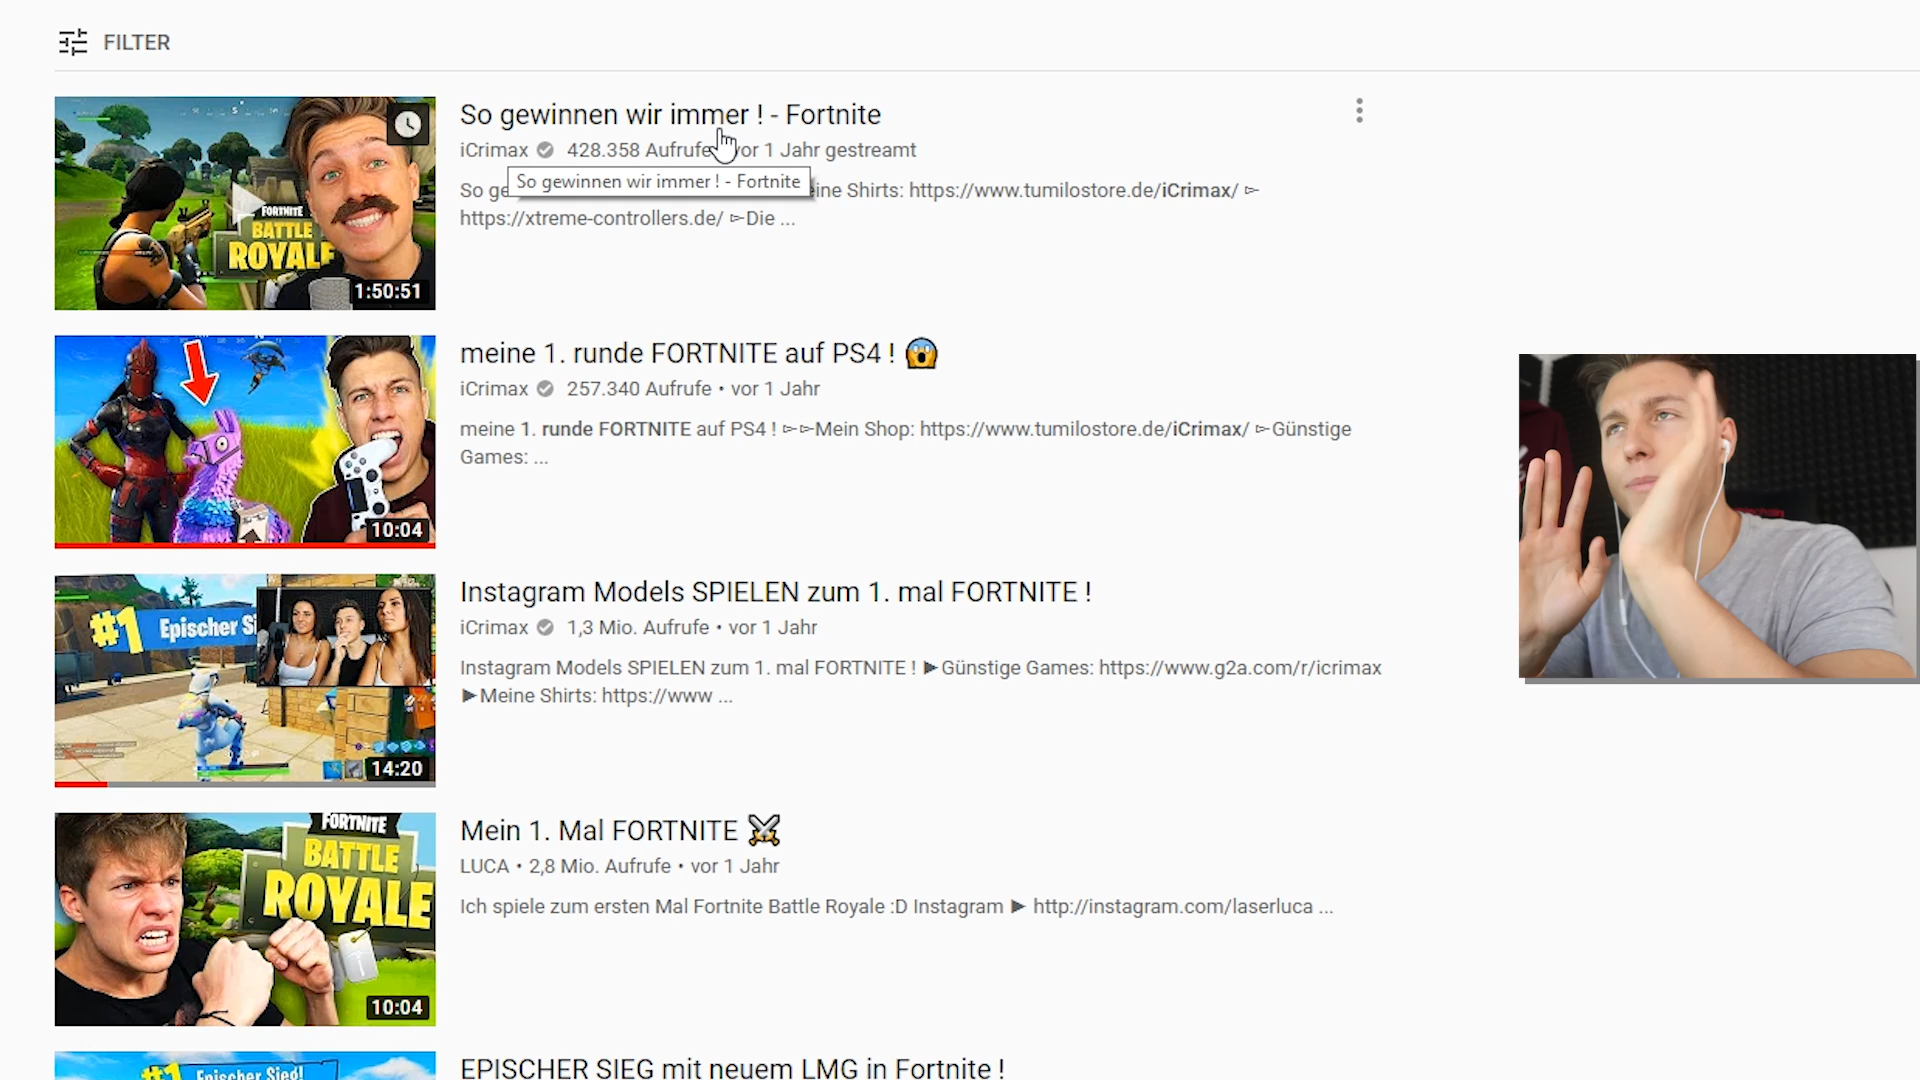 FILTER
So gewinnen wir immer ! - Fortnite
iCrimax 428.358 Aufrufe vor 1 Jahr gestreamt
So gewinnen wir immer ! - Fortnite
So ge eine Shirts: https://www.tumilostore.de/iCrimax/ ▻
https://xtreme-controllers.de/ ▻Die ...
FORTNITE
BATTLE
ROYALE
1:50:51
meine 1. runde FORTNITE auf PS4 ! 😱
iCrimax 257.340 Aufrufe • vor 1 Jahr
meine 1. runde FORTNITE auf PS4 ! ▻▻Mein Shop: https://www.tumilostore.de/iCrimax/ ▻Günstige
Games: ...
10:04
Instagram Models SPIELEN zum 1. mal FORTNITE !
iCrimax 1,3 Mio. Aufrufe • vor 1 Jahr
Instagram Models SPIELEN zum 1. mal FORTNITE ! ►Günstige Games: https://www.g2a.com/r/icrimax
►Meine Shirts: https://www ...
#1 Epischer Si
14:20
Mein 1. Mal FORTNITE ⚔
LUCA • 2,8 Mio. Aufrufe • vor 1 Jahr
Ich spiele zum ersten Mal Fortnite Battle Royale :D Instagram ► http://instagram.com/laserluca ...
FORTNITE
BATTLE
ROYALE
10:04
EPISCHER SIEG mit neuem LMG in Fortnite !
#1 Epischer Sieg!